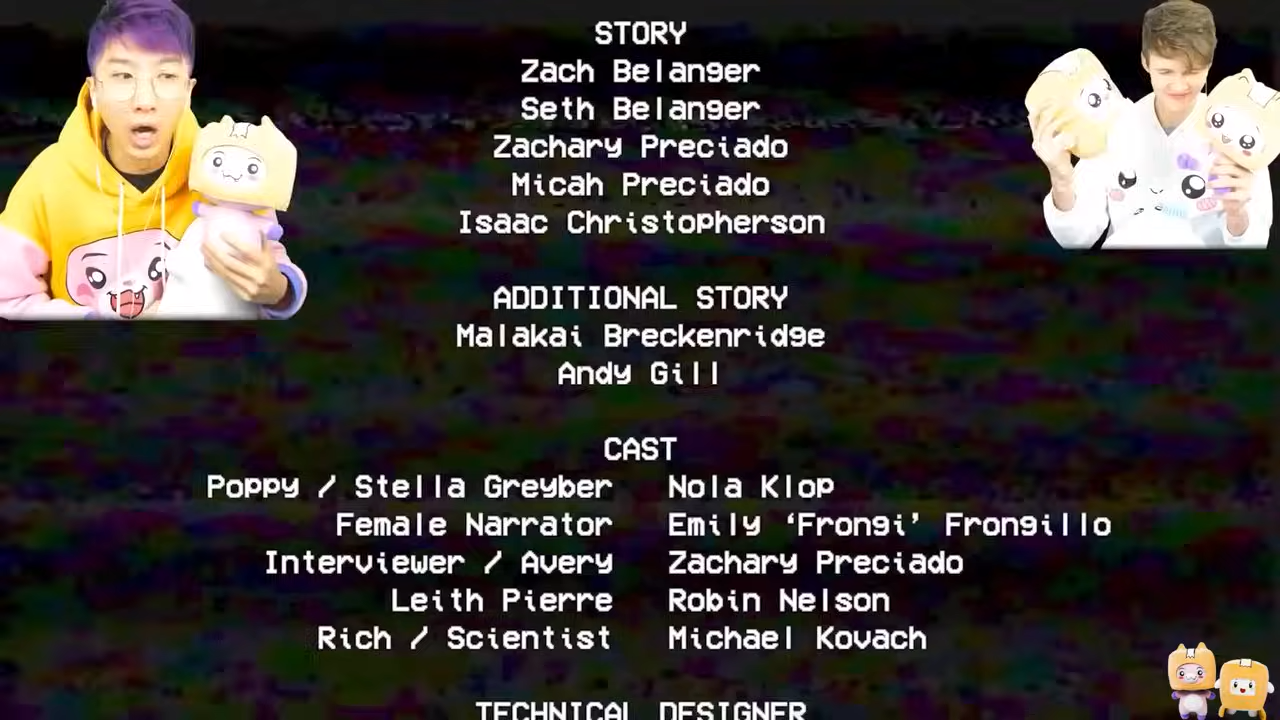 STORY
Zach Belanger
Seth Belanger
Zachary Preciado
Micah Preciado
Isaac Christopherson
ADDITIONAL STORY
Malakai Breckenridge
Andy Gill
CAST
Poppy / Stella Greyber Nola Klop
Female Narrator Emily ‘Frongi’ Frongillo
Interviewer / Avery Zachary Preciado
Leith Pierre Robin Nelson
Rich / Scientist Michael Kovach
TECHNICAL DESIGNER